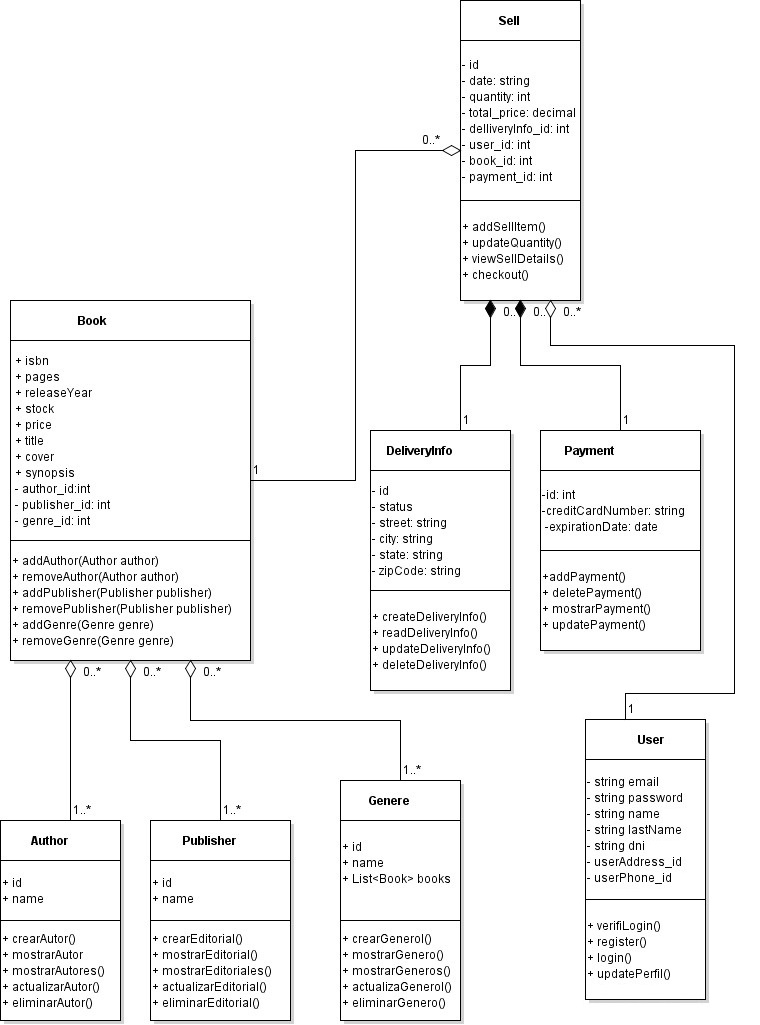 Sell
- id
- date: string
- quantity: int
- total_price: decimal
- delliveryInfo_id: int
- user_id: int
- book_id: int
- payment_id: int
+ addSellItem()
+ updateQuantity()
+ viewSellDetails()
+ checkout()
0..*
0..
0..
0..*
Book
+ isbn
+ pages
+ releaseYear
+ stock
+ price
+ title
+ cover
+ synopsis
- author_id:int
- publisher_id: int
- genre_id: int
+ addAuthor(Author author)
+ removeAuthor(Author author)
+ addPublisher(Publisher publisher)
+ removePublisher(Publisher publisher)
+ addGenre(Genre genre)
+ removeGenre(Genre genre)
1
0..*
0..*
0..*
1
DeliveryInfo
- id
- status
- street: string
- city: string
- state: string
- zipCode: string
+ createDeliveryInfo()
+ readDeliveryInfo()
+ updateDeliveryInfo()
+ deleteDeliveryInfo()
1
Payment
-id: int
-creditCardNumber: string
-expirationDate: date
+addPayment()
+ deletePayment()
+ mostrarPayment()
+ updatePayment()
1
User
- string email
- string password
- string name
- string lastName
- string dni
- userAddress_id
- userPhone_id
+ verifiLogin()
+ register()
+ login()
+ updatePerfil()
1..*
Author
+ id
+ name
+ crearAutor()
+ mostrarAutor
+ mostrarAutores()
+ actualizarAutor()
+ eliminarAutor()
1..*
Publisher
+ id
+ name
+ crearEditorial()
+ mostrarEditorial()
+ mostrarEditoriales()
+ actualizarEditorial()
+ eliminarEditorial()
1..*
Genere
+ id
+ name
+ List<Book> books
+ crearGenerol()
+ mostrarGenero()
+ mostrarGeneros()
+ actualizaGenerol()
+ eliminarGenero()